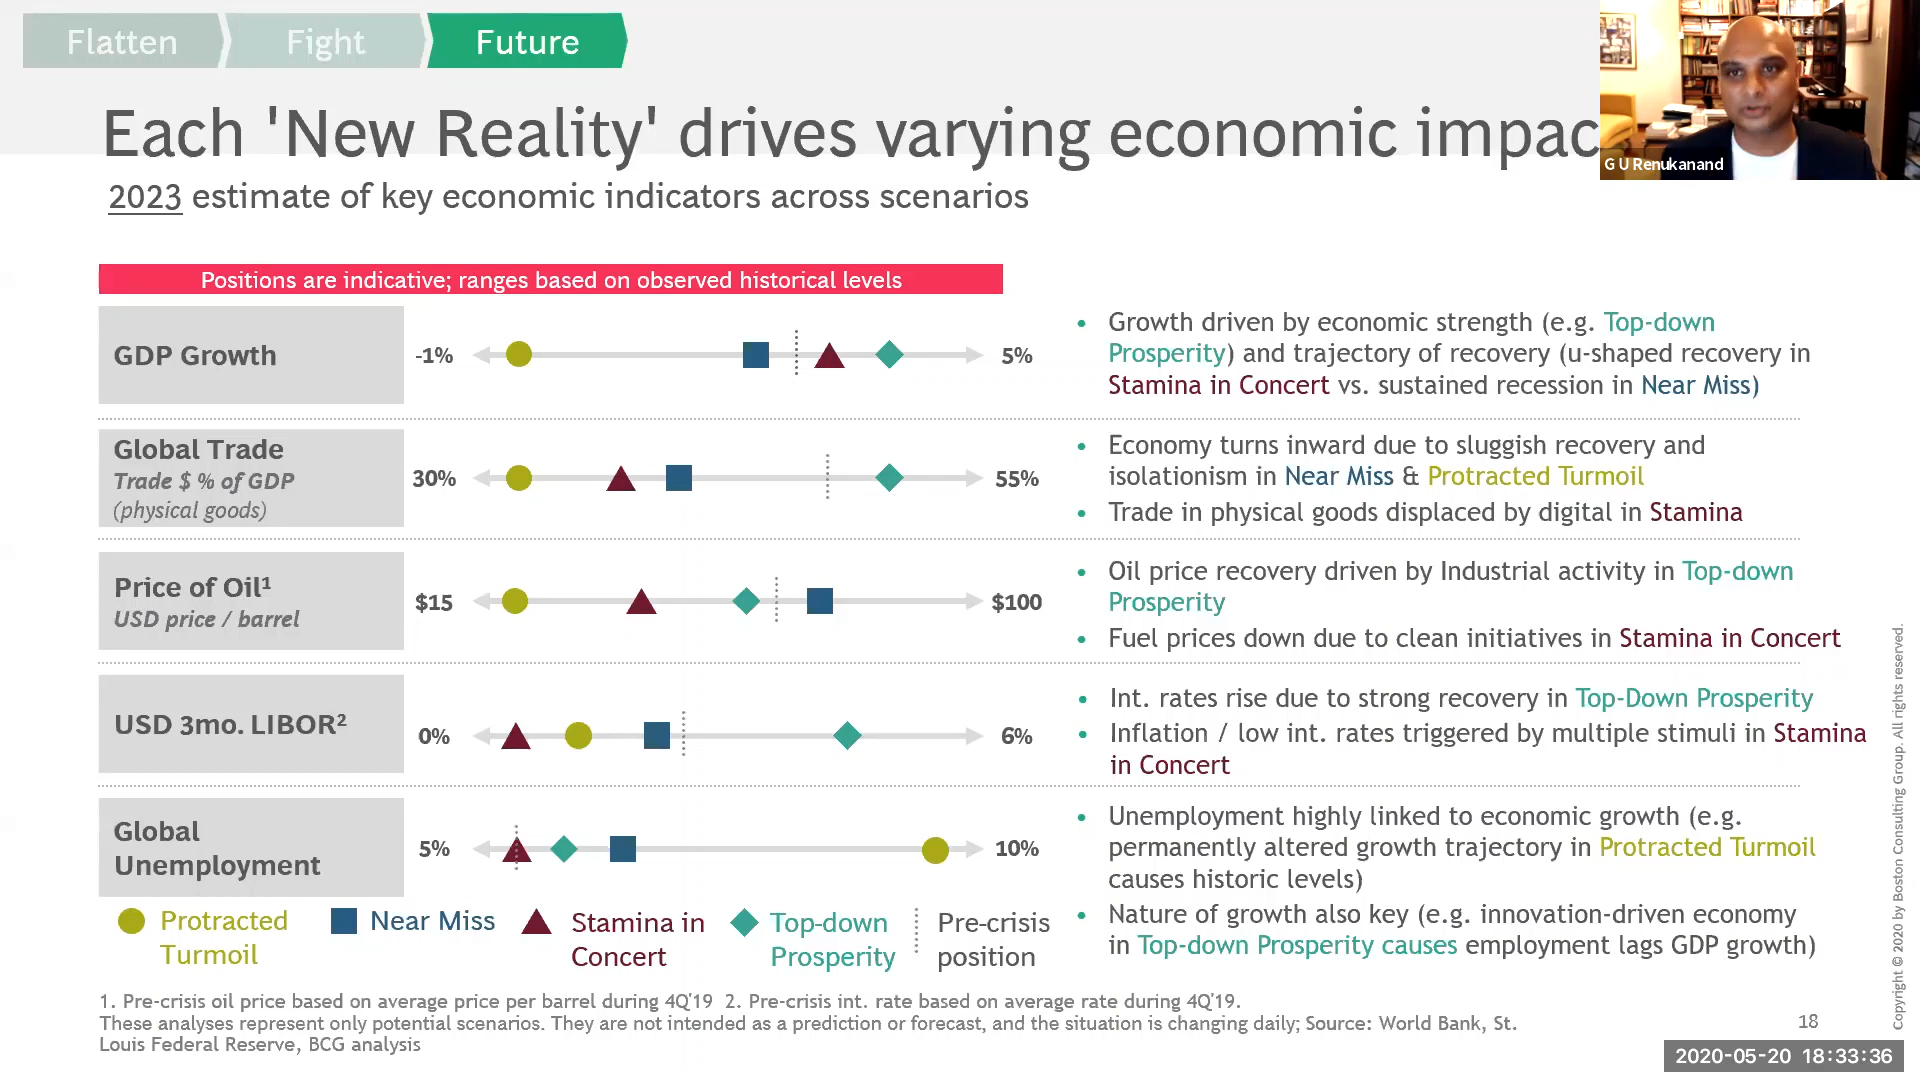 Flatten Fight Future
Each 'New Reality' drives varying economic impac
G U Renukanand
2023 estimate of key economic indicators across scenarios
Positions are indicative; ranges based on observed historical levels
GDP Growth
-1% 5%
• Growth driven by economic strength (e.g. Top-down
Prosperity) and trajectory of recovery (u-shaped recovery in
Stamina in Concert vs. sustained recession in Near Miss)
Global Trade
Trade $ % of GDP
(physical goods)
30% 55%
• Economy turns inward due to sluggish recovery and
isolationism in Near Miss & Protracted Turmoil
• Trade in physical goods displaced by digital in Stamina
Price of Oil¹
USD price / barrel
$15 $100
• Oil price recovery driven by Industrial activity in Top-down
Prosperity
• Fuel prices down due to clean initiatives in Stamina in Concert
USD 3mo. LIBOR²
0% 6%
• Int. rates rise due to strong recovery in Top-Down Prosperity
• Inflation / low int. rates triggered by multiple stimuli in Stamina
in Concert
Global
Unemployment
5% 10%
• Unemployment highly linked to economic growth (e.g.
permanently altered growth trajectory in Protracted Turmoil
causes historic levels)
• Nature of growth also key (e.g. innovation-driven economy
in Top-down Prosperity causes employment lags GDP growth)
Protracted
Turmoil
Near Miss
Stamina in
Concert
Top-down
Prosperity
Pre-crisis
position
1. Pre-crisis oil price based on average price per barrel during 4Q'19 2. Pre-crisis int. rate based on average rate during 4Q'19.
These analyses represent only potential scenarios. They are not intended as a prediction or forecast, and the situation is changing daily; Source: World Bank, St.
Louis Federal Reserve, BCG analysis
18
Copyright © 2020 by Boston Consulting Group. All rights reserved.
2020-05-20 18:33:36